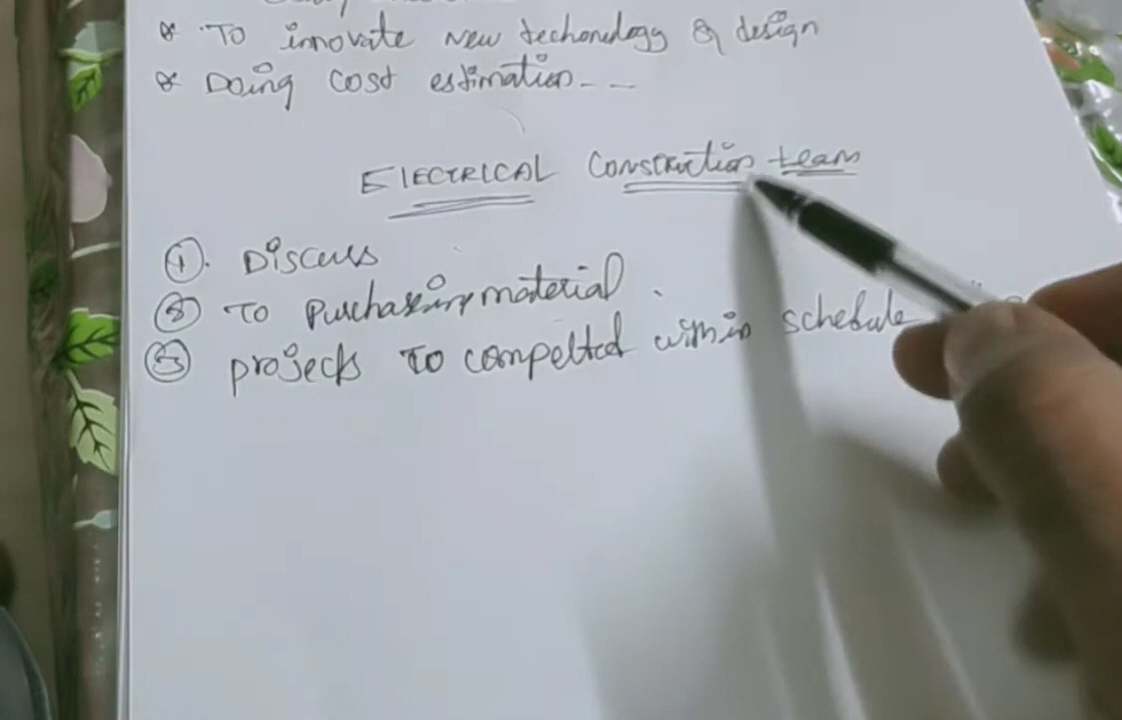 * To innovate New techonology & design
* Doing Cost estimation---
ELECTRICAL Construction team
①. Discuss
② To Purchasing material.
③ projects To compelted within schedule